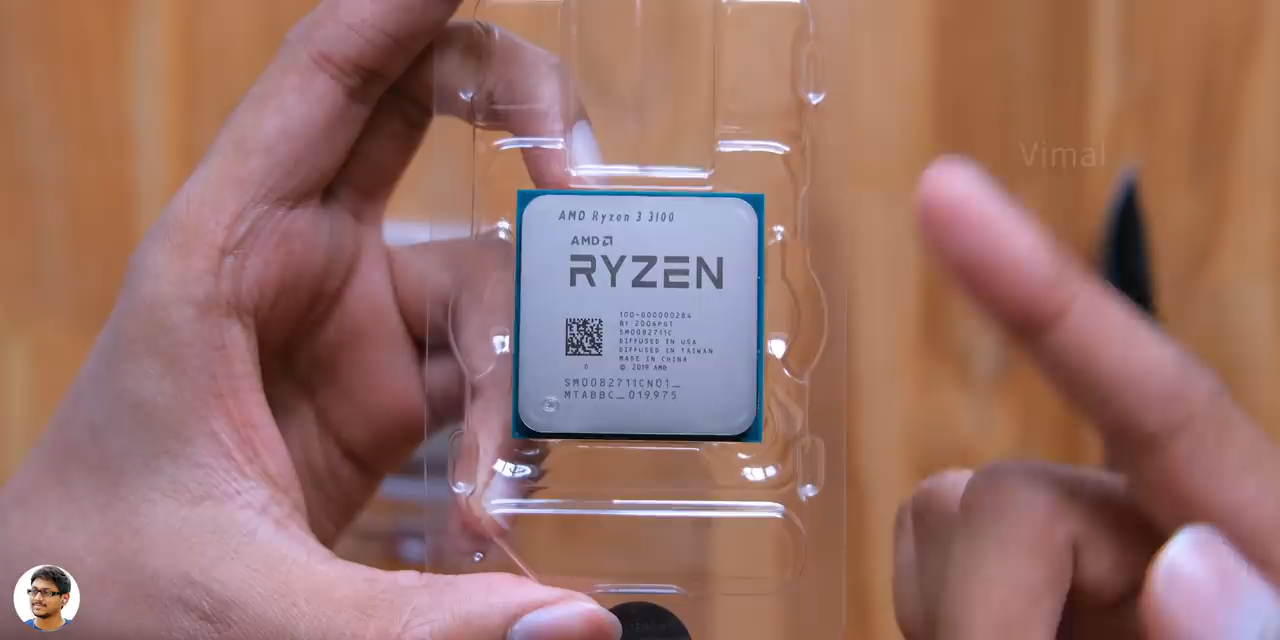 Vimal
AMD Ryzen 3 3100
AMD
RYZEN
100-000000284
BY 2006PGT
SM0082711C
DIFFUSED IN USA
DIFFUSED IN TAIWAN
MADE IN CHINA
© 2019 AMD
SM0082711CN01_
MTABBC_019975